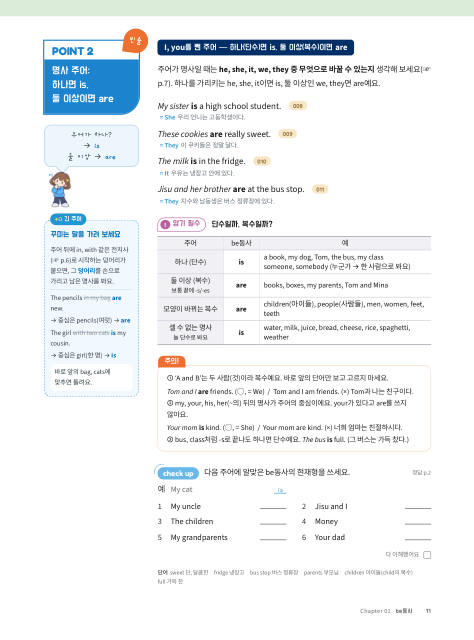 만능
POINT 2
명사 주어:
하나면 is,
둘 이상이면 are
주어가 하나?
→ is
둘 이상 → are
+α 긴 주어
꾸미는 말을 가려 보세요
주어 뒤에 in, with 같은 전치사
(☞ p.6)로 시작하는 덩어리가
붙으면, 그 덩어리를 손으로
가리고 남은 명사를 봐요.
The pencils in my bag are
new.
→ 중심은 pencils(여럿) → are
The girl with two cats is my
cousin.
→ 중심은 girl(한 명) → is
바로 앞의 bag, cats에
맞추면 틀려요.
I, you를 뺀 주어 — 하나(단수)면 is, 둘 이상(복수)이면 are
주어가 명사일 때는 he, she, it, we, they 중 무엇으로 바꿀 수 있는지 생각해 보세요(☞
p.7). 하나를 가리키는 he, she, it이면 is, 둘 이상인 we, they면 are예요.
My sister is a high school student. 008
= She 우리 언니는 고등학생이다.
These cookies are really sweet. 009
= They 이 쿠키들은 정말 달다.
The milk is in the fridge. 010
= It 우유는 냉장고 안에 있다.
Jisu and her brother are at the bus stop. 011
= They 지수와 남동생은 버스 정류장에 있다.
! 암기 필수 단수일까, 복수일까?
주어 be동사 예
하나 (단수) is a book, my dog, Tom, the bus, my class
someone, somebody (누군가 → 한 사람으로 봐요)
둘 이상 (복수)
보통 끝에 -s/-es are books, boxes, my parents, Tom and Mina
모양이 바뀌는 복수 are children(아이들), people(사람들), men, women, feet,
teeth
셀 수 없는 명사
늘 단수로 봐요 is water, milk, juice, bread, cheese, rice, spaghetti,
weather
주의!
① 'A and B'는 두 사람(것)이라 복수예요. 바로 앞의 단어만 보고 고르지 마세요.
Tom and I are friends. (○, = We) / Tom and I am friends. (×) Tom과 나는 친구이다.
② my, your, his, her(~의) 뒤의 명사가 주어의 중심이에요. your가 있다고 are를 쓰지
않아요.
Your mom is kind. (○, = She) / Your mom are kind. (×) 너희 엄마는 친절하시다.
③ bus, class처럼 -s로 끝나도 하나면 단수예요. The bus is full. (그 버스는 가득 찼다.)
check up 다음 주어에 알맞은 be동사의 현재형을 쓰세요. 정답 p.2
예 My cat is
1 My uncle 2 Jisu and I
3 The children 4 Money
5 My grandparents 6 Your dad
다 이해했어요
단어 sweet 단, 달콤한 fridge 냉장고 bus stop 버스 정류장 parents 부모님 children 아이들(child의 복수)
full 가득 찬
Chapter 01 be동사 11